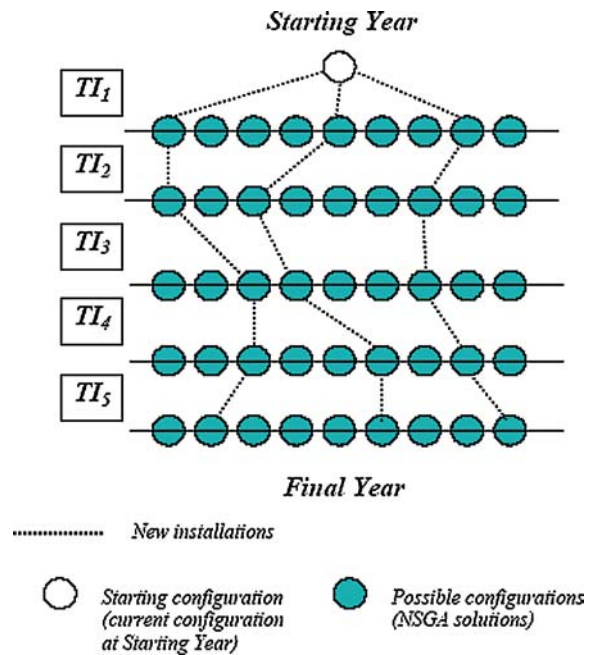 Starting Year
TI1
TI2
TI3
TI4
TI5
Final Year
New installations
Starting configuration
(current configuration
at Starting Year)
Possible configurations
(NSGA solutions)